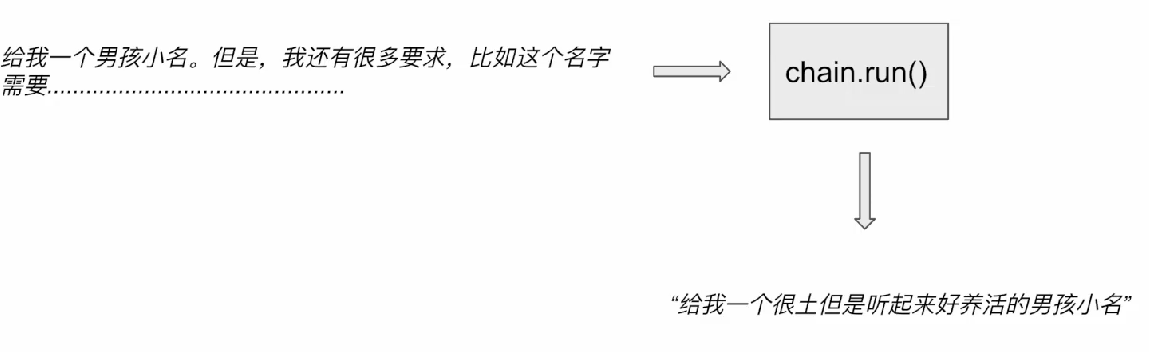 给我一个男孩小名。但是，我还有很多要求，比如这个名字
需要..............................................
chain.run()
“给我一个很土但是听起来好养活的男孩小名”